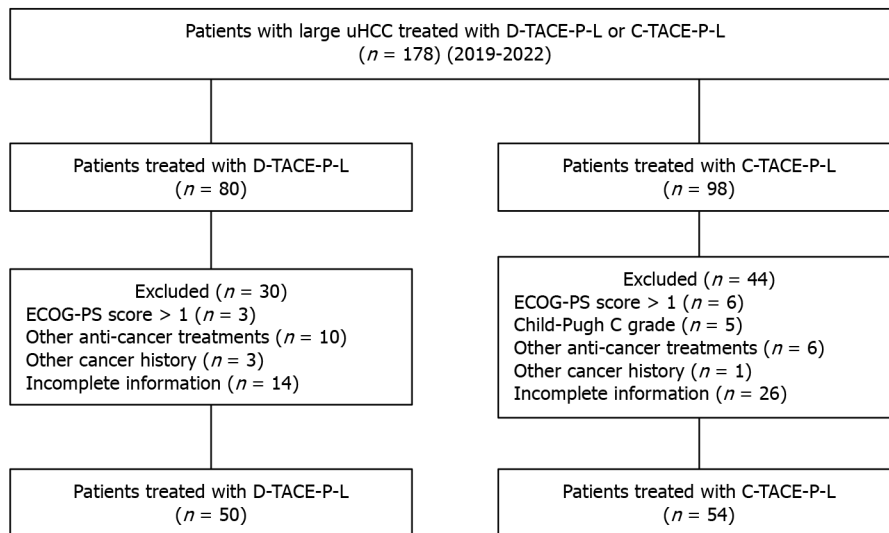 Patients with large uHCC treated with D-TACE-P-L or C-TACE-P-L
(n = 178) (2019-2022)
Patients treated with D-TACE-P-L
(n = 80)
Patients treated with C-TACE-P-L
(n = 98)
Excluded (n = 30)
ECOG-PS score > 1 (n = 3)
Other anti-cancer treatments (n = 10)
Other cancer history (n = 3)
Incomplete information (n = 14)
Excluded (n = 44)
ECOG-PS score > 1 (n = 6)
Child-Pugh C grade (n = 5)
Other anti-cancer treatments (n = 6)
Other cancer history (n = 1)
Incomplete information (n = 26)
Patients treated with D-TACE-P-L
(n = 50)
Patients treated with C-TACE-P-L
(n = 54)